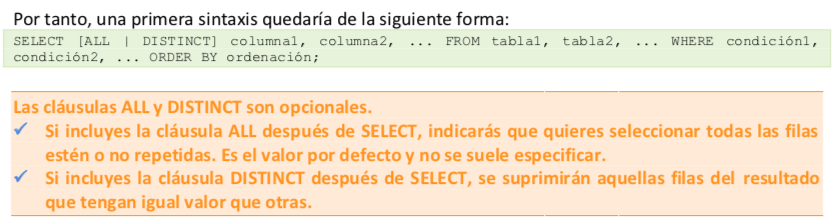 Por tanto, una primera sintaxis quedaría de la siguiente forma:
SELECT [ALL | DISTINCT] columna1, columna2, ... FROM tabla1, tabla2, ... WHERE condición1,
condición2, ... ORDER BY ordenación;
Las cláusulas ALL y DISTINCT son opcionales.
✓ Si incluyes la cláusula ALL después de SELECT, indicarás que quieres seleccionar todas las filas
estén o no repetidas. Es el valor por defecto y no se suele especificar.
✓ Si incluyes la cláusula DISTINCT después de SELECT, se suprimirán aquellas filas del resultado
que tengan igual valor que otras.